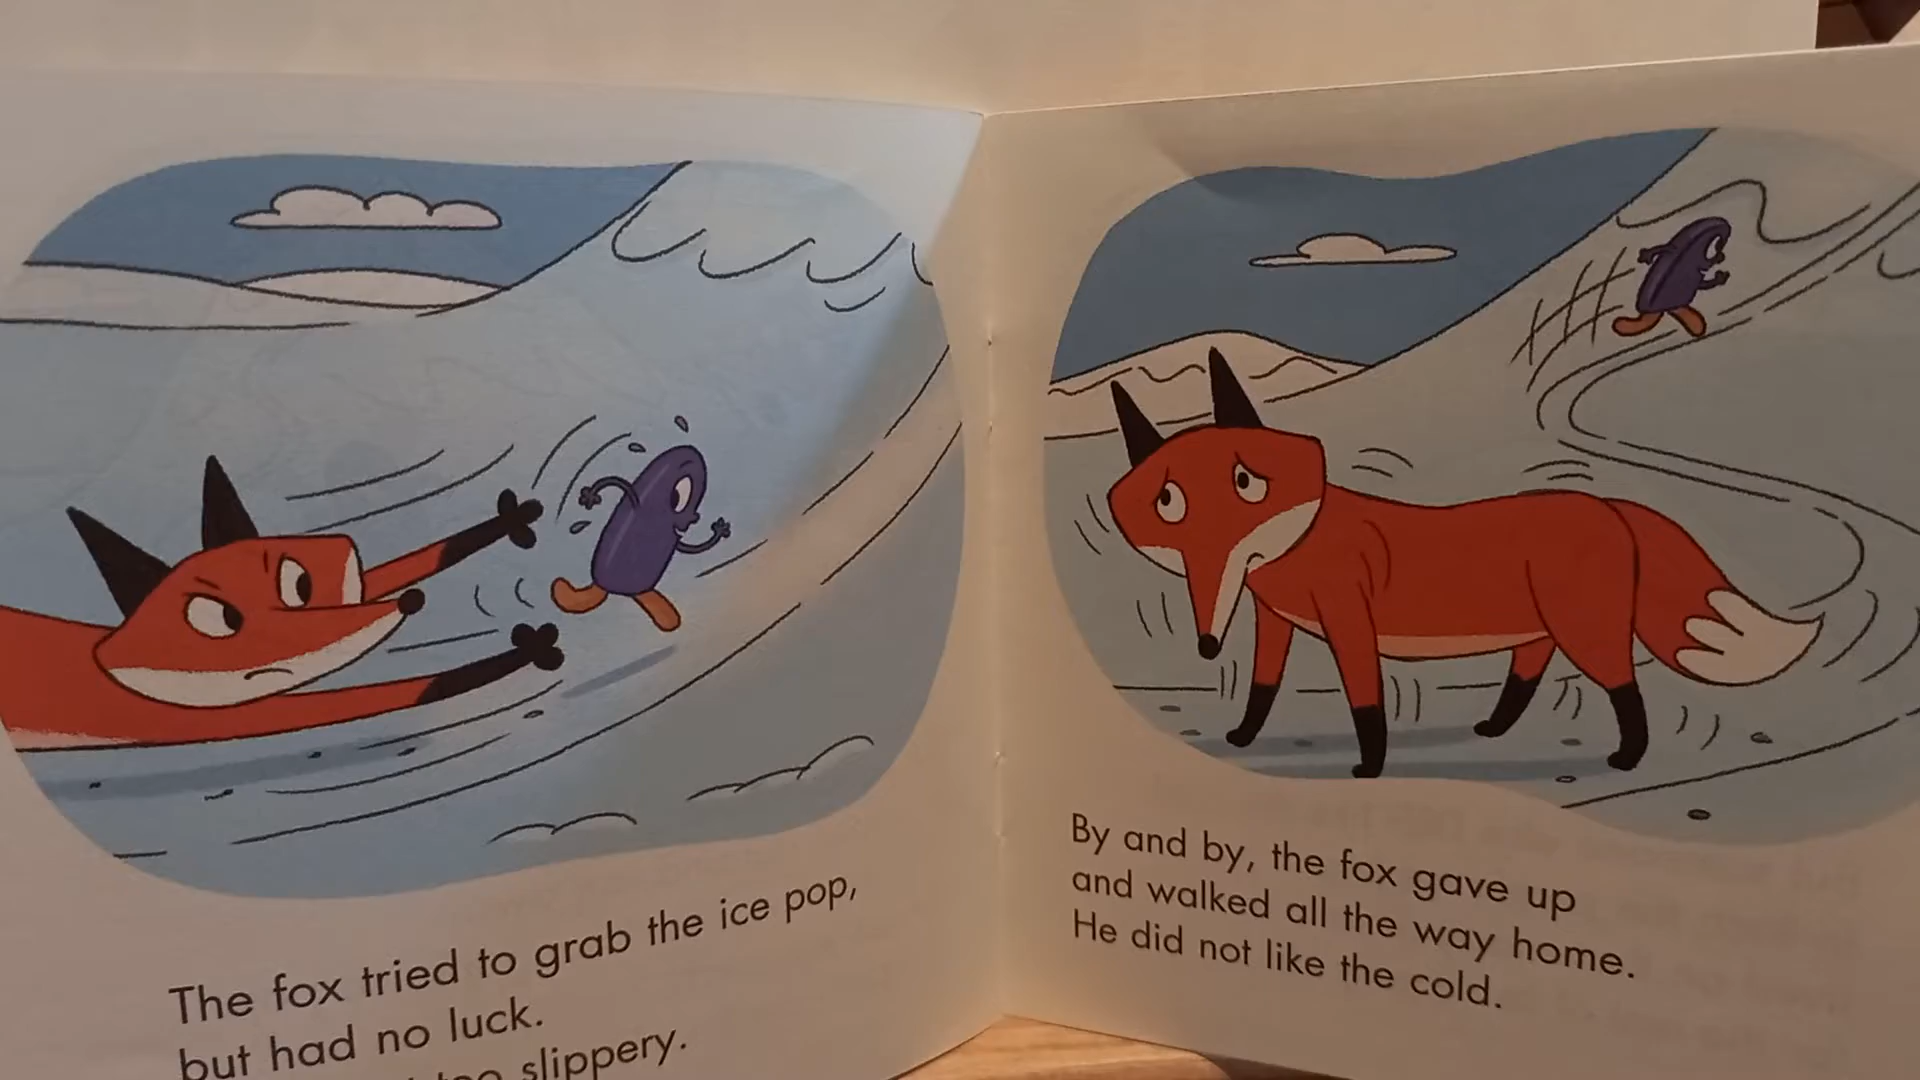 The fox tried to grab the ice pop,
but had no luck.
too slippery.
By and by, the fox gave up
and walked all the way home.
He did not like the cold.